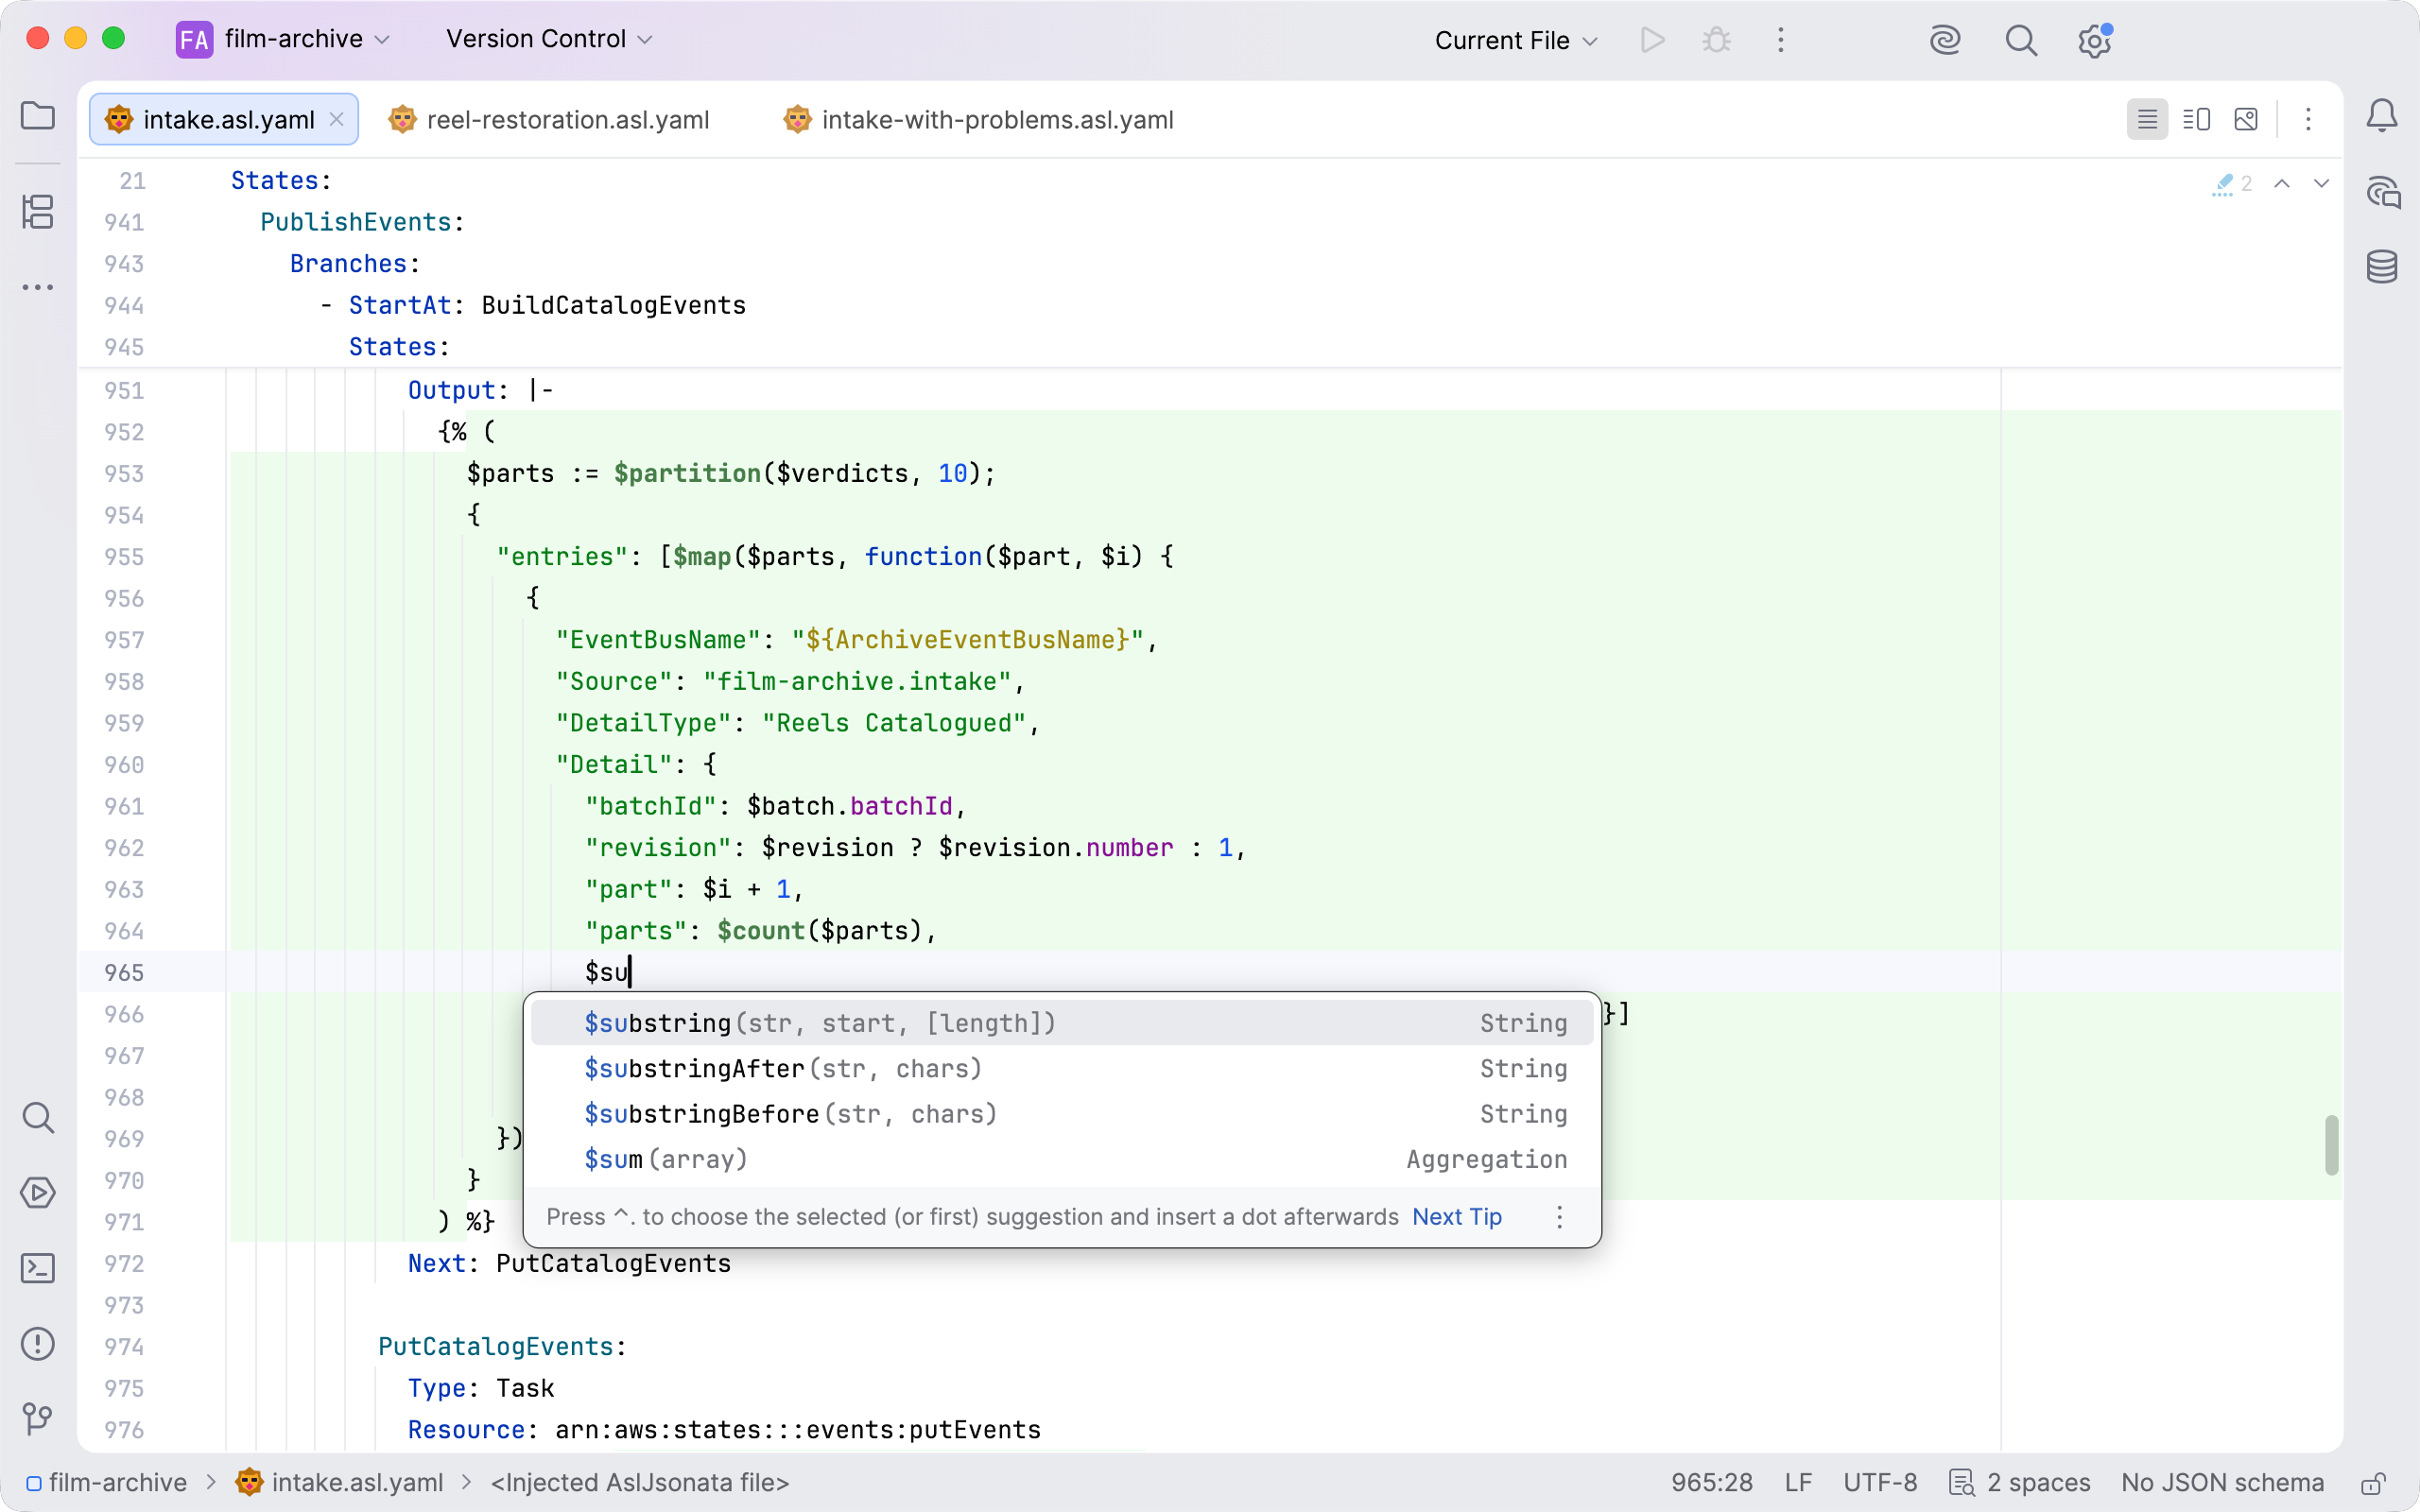 FA film-archive Version Control Current File
intake.asl.yaml reel-restoration.asl.yaml intake-with-problems.asl.yaml
21 States: 2
941 PublishEvents:
943 Branches:
944 - StartAt: BuildCatalogEvents
945 States:
951 Output: |-
952 {% (
953 $parts := $partition($verdicts, 10);
954 {
955 "entries": [$map($parts, function($part, $i) {
956 {
957 "EventBusName": "${ArchiveEventBusName}",
958 "Source": "film-archive.intake",
959 "DetailType": "Reels Catalogued",
960 "Detail": {
961 "batchId": $batch.batchId,
962 "revision": $revision ? $revision.number : 1,
963 "part": $i + 1,
964 "parts": $count($parts),
965 $su
966 }]
$substring(str, start, [length]) String
967
$substringAfter(str, chars) String
968
$substringBefore(str, chars) String
969 })
$sum(array) Aggregation
970 }
Press ^. to choose the selected (or first) suggestion and insert a dot afterwards Next Tip
971 ) %}
972 Next: PutCatalogEvents
973
974 PutCatalogEvents:
975 Type: Task
976 Resource: arn:aws:states:::events:putEvents
film-archive > intake.asl.yaml > <Injected AslJsonata file> 965:28 LF UTF-8 2 spaces No JSON schema